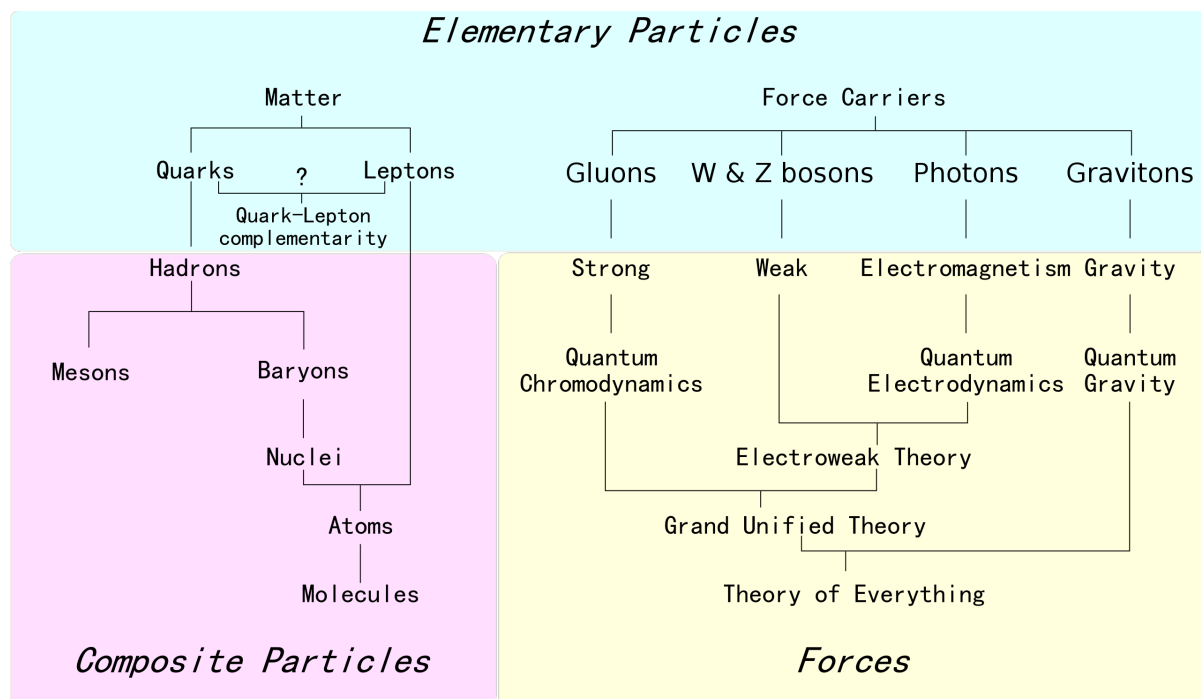 Elementary Particles
Matter
Force Carriers
Quarks
?
Leptons
Gluons
W & Z bosons
Photons
Gravitons
Quark-Lepton
complementarity
Hadrons
Strong
Weak
Electromagnetism
Gravity
Mesons
Baryons
Quantum
Chromodynamics
Quantum
Electrodynamics
Quantum
Gravity
Nuclei
Electroweak Theory
Atoms
Grand Unified Theory
Molecules
Theory of Everything
Composite Particles
Forces